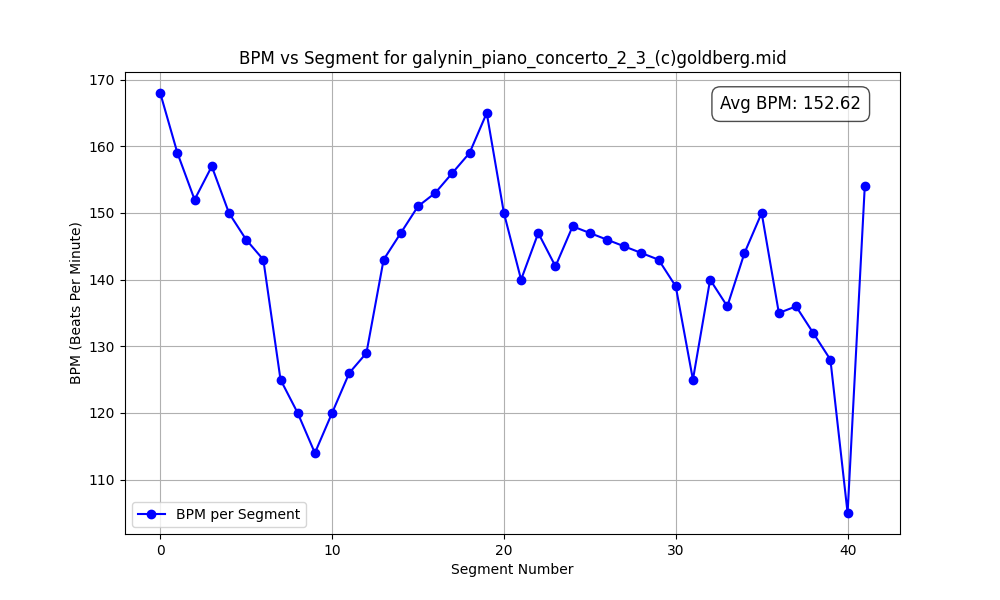 BPM vs Segment for galynin_piano_concerto_2_3_(c)goldberg.mid
Avg BPM: 152.62
BPM (Beats Per Minute)
170
160
150
140
130
120
110
BPM per Segment
0 10 20 30 40
Segment Number